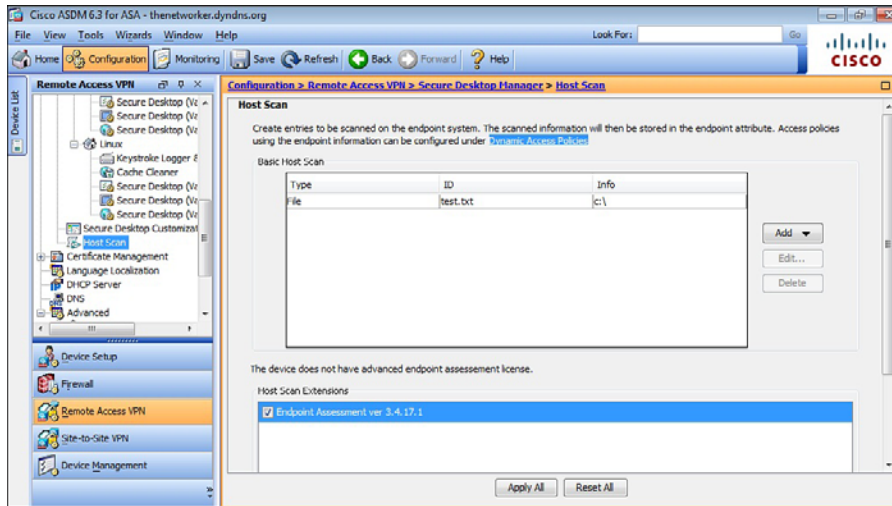 Cisco ASDM 6.3 for ASA - thenetworker.dyndns.org
File View Tools Wizards Window Help
Look For:
Go
Home Configuration Monitoring Save Refresh Back Forward Help
CISCO
Device List
Remote Access VPN
Secure Desktop (Va
Secure Desktop (Va
Secure Desktop (Va
Linux
Keystroke Logger &
Cache Cleaner
Secure Desktop (Va
Secure Desktop (Va
Secure Desktop (Va
Secure Desktop Customizat
Host Scan
Certificate Management
Language Localization
DHCP Server
DNS
Advanced
Device Setup
Firewall
Remote Access VPN
Site-to-Site VPN
Device Management
Configuration > Remote Access VPN > Secure Desktop Manager > Host Scan
Host Scan
Create entries to be scanned on the endpoint system. The scanned information will then be stored in the endpoint attribute. Access policies
using the endpoint information can be configured under Dynamic Access Policies
Basic Host Scan
Type ID Info
File test.txt c:\
Add
Edit...
Delete
The device does not have advanced endpoint assessement license.
Host Scan Extensions
Endpoint Assessment ver 3.4.17.1
Apply All Reset All